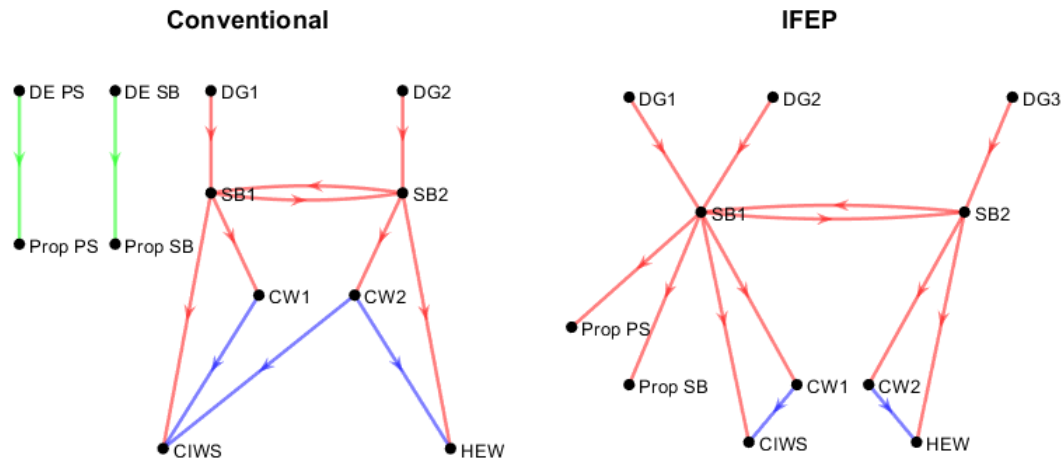 Conventional
IFEP
DE PS
DE SB
DG1
DG2
SB1
SB2
Prop PS
Prop SB
CW1
CW2
CIWS
HEW
DG1
DG2
DG3
SB1
SB2
Prop PS
Prop SB
CW1
CW2
CIWS
HEW